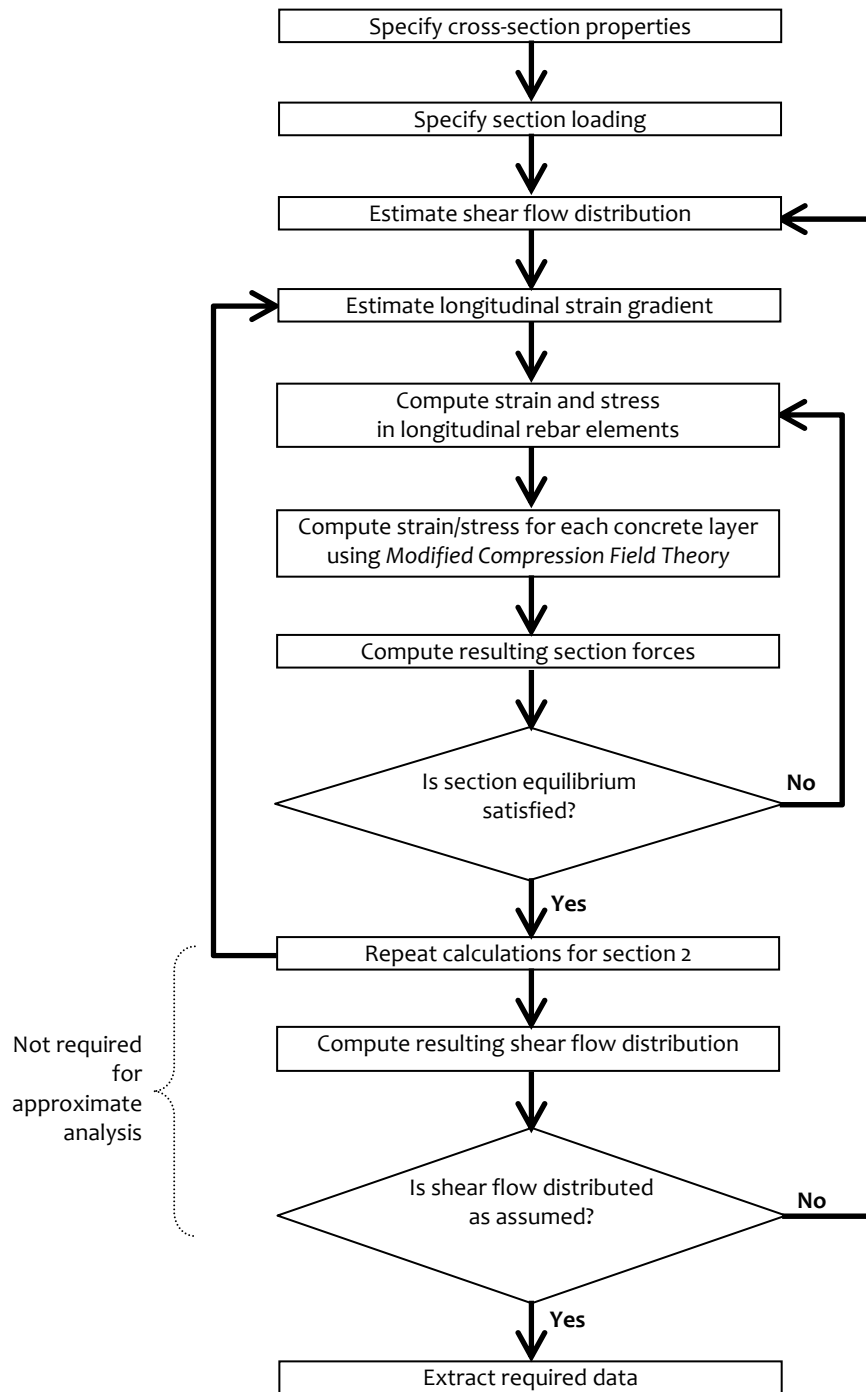 Specify cross-section properties
Specify section loading
Estimate shear flow distribution
Estimate longitudinal strain gradient
Compute strain and stress
in longitudinal rebar elements
Compute strain/stress for each concrete layer
using Modified Compression Field Theory
Compute resulting section forces
Is section equilibrium
satisfied?
No
Yes
Repeat calculations for section 2
Compute resulting shear flow distribution
Not required
for
approximate
analysis
Is shear flow distributed
as assumed?
No
Yes
Extract required data